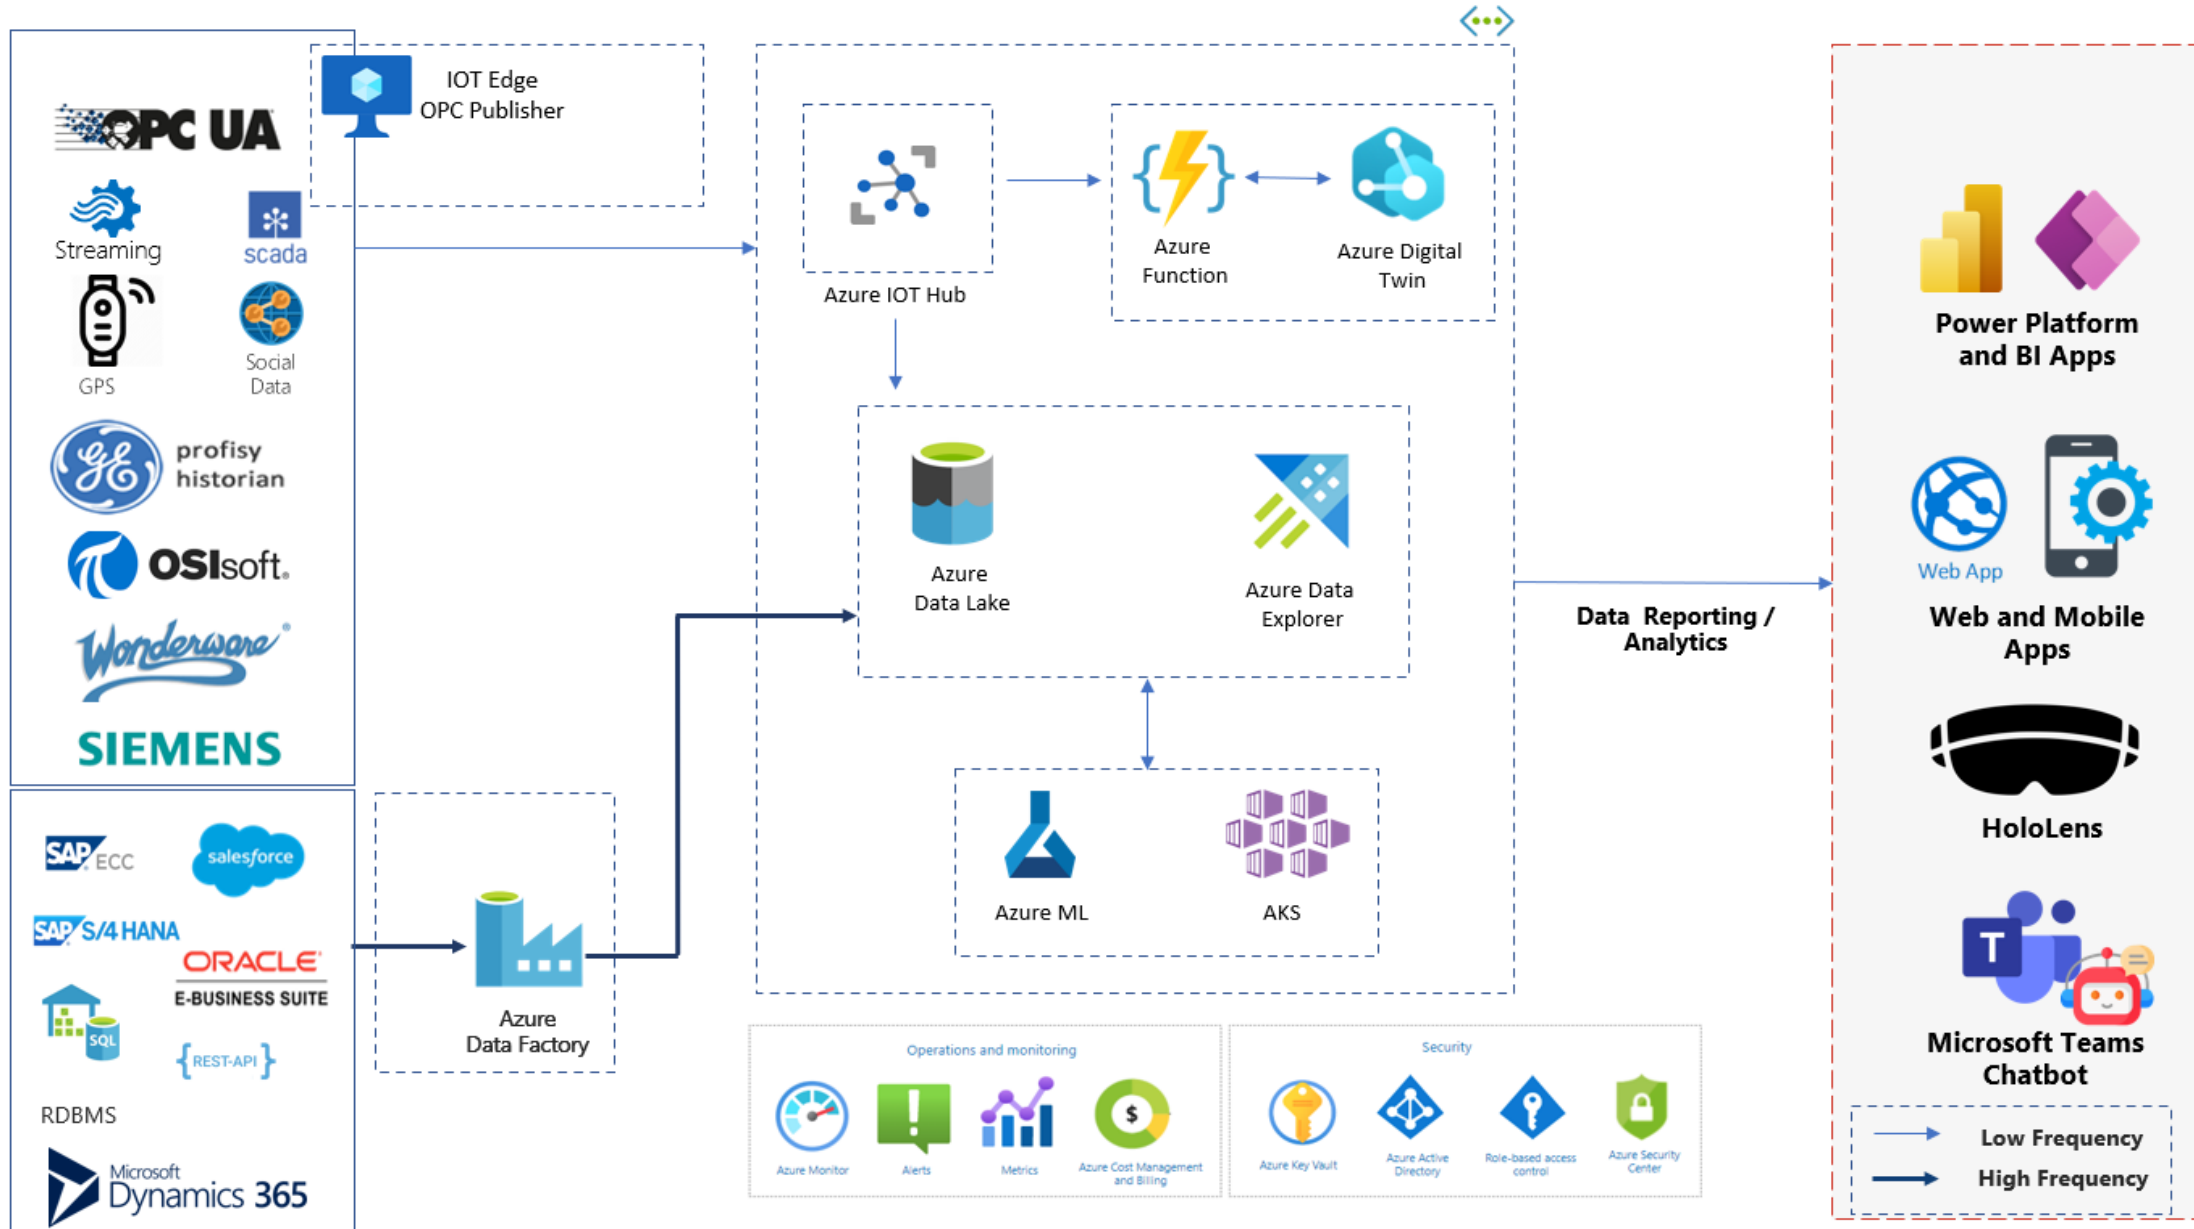 IOT Edge
OPC Publisher
OPC UA
Streaming
scada
GPS
Social
Data
GE
profisy
historian
OSIsoft.
Wonderware®
SIEMENS
SAP ECC
salesforce
SAP S/4 HANA
ORACLE
E-BUSINESS SUITE
SQL
{REST-API}
RDBMS
Microsoft
Dynamics 365
Azure
Data Factory
Azure IOT Hub
Azure
Function
Azure Digital
Twin
Azure
Data Lake
Azure Data
Explorer
Azure ML
AKS
Data Reporting /
Analytics
Power Platform
and BI Apps
Web App
Web and Mobile
Apps
HoloLens
T
Microsoft Teams
Chatbot
Low Frequency
High Frequency
Operations and monitoring
Azure Monitor
Alerts
Metrics
$
Azure Cost Management
and Billing
Security
Azure Key Vault
Azure Active
Directory
Role-based access
control
Azure Security
Center